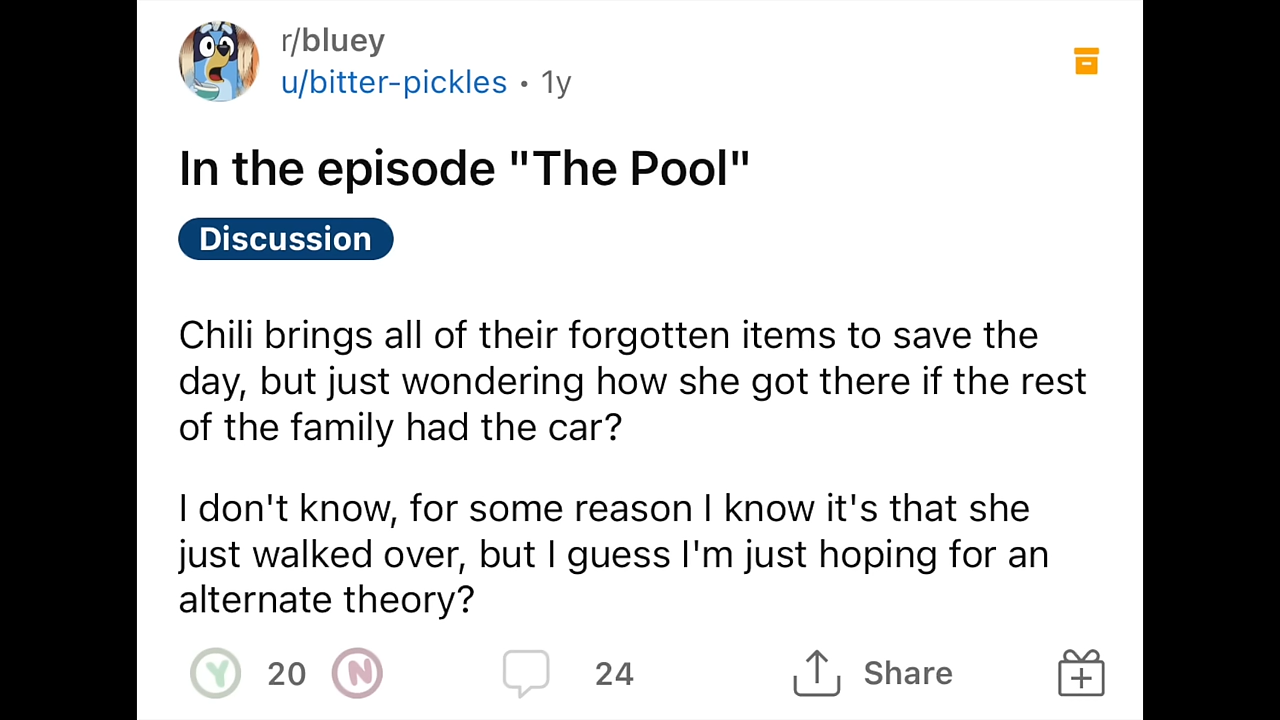 r/bluey
u/bitter-pickles • 1y
In the episode "The Pool"
Discussion
Chili brings all of their forgotten items to save the
day, but just wondering how she got there if the rest
of the family had the car?
I don't know, for some reason I know it's that she
just walked over, but I guess I'm just hoping for an
alternate theory?
Y 20 N 24 Share